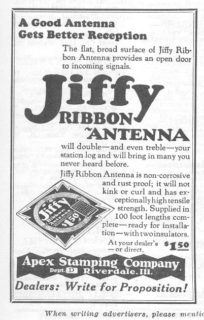 A Good Antenna
Gets Better Reception
The flat, broad surface of Jiffy Rib-
bon Antenna provides an open door
to incoming signals.
Jiffy
RIBBON
ANTENNA
will double—and even treble—your
station log and will bring in many you
never heard before.
Jiffy Ribbon Antenna is non-corrosive
and rust proof; it will not
kink or curl and has ex-
ceptionally high tensile
strength. Supplied in
100 foot lengths com-
plete—ready for installa-
tion—with two insulators.
Jiffy
$1.50
At your dealer's
—or direct.
$1.50
Apex Stamping Company
Dept. D Riverdale, Ill.
Dealers: Write for Proposition!
When writing advertisers, please mentio